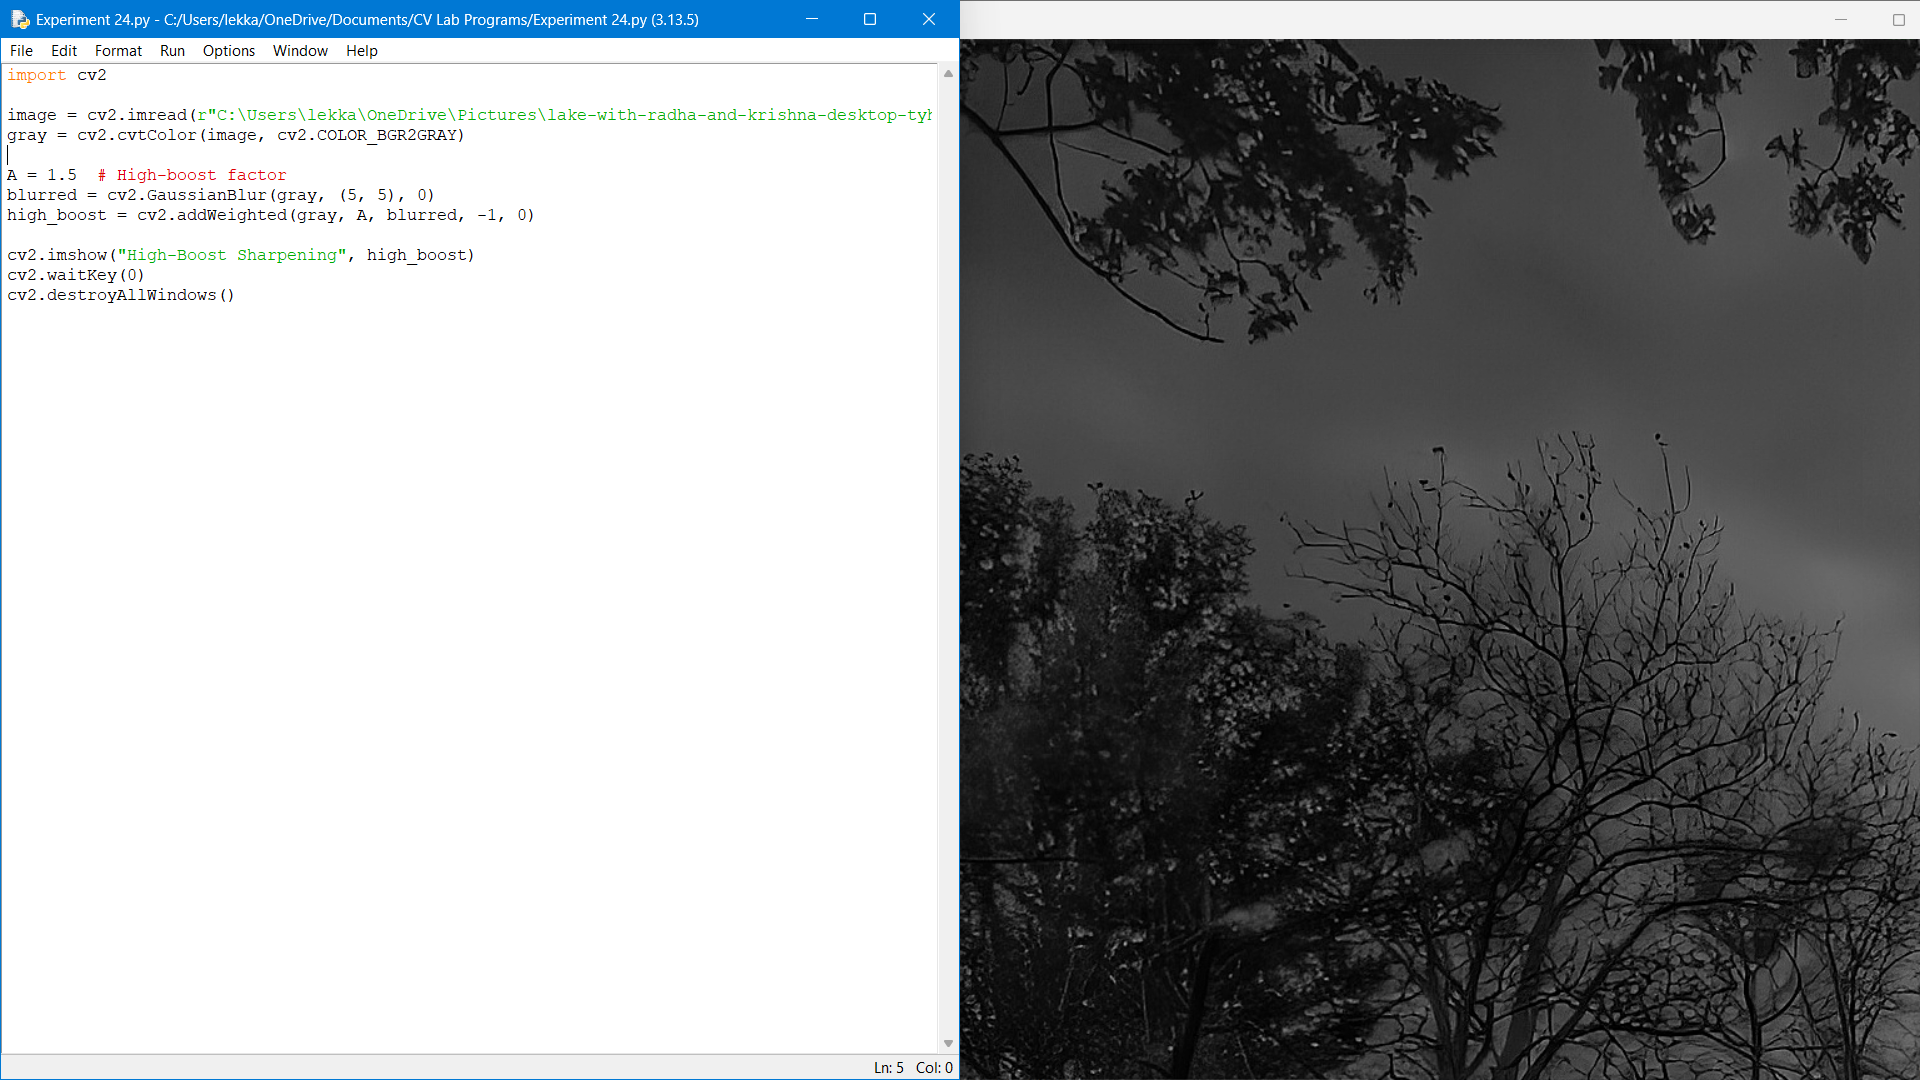 Experiment 24.py - C:/Users/lekka/OneDrive/Documents/CV Lab Programs/Experiment 24.py (3.13.5)
File Edit Format Run Options Window Help
import cv2
image = cv2.imread(r"C:\Users\lekka\OneDrive\Pictures\lake-with-radha-and-krishna-desktop-tyh
gray = cv2.cvtColor(image, cv2.COLOR_BGR2GRAY)
A = 1.5  # High-boost factor
blurred = cv2.GaussianBlur(gray, (5, 5), 0)
high_boost = cv2.addWeighted(gray, A, blurred, -1, 0)
cv2.imshow("High-Boost Sharpening", high_boost)
cv2.waitKey(0)
cv2.destroyAllWindows()
Ln: 5 Col: 0